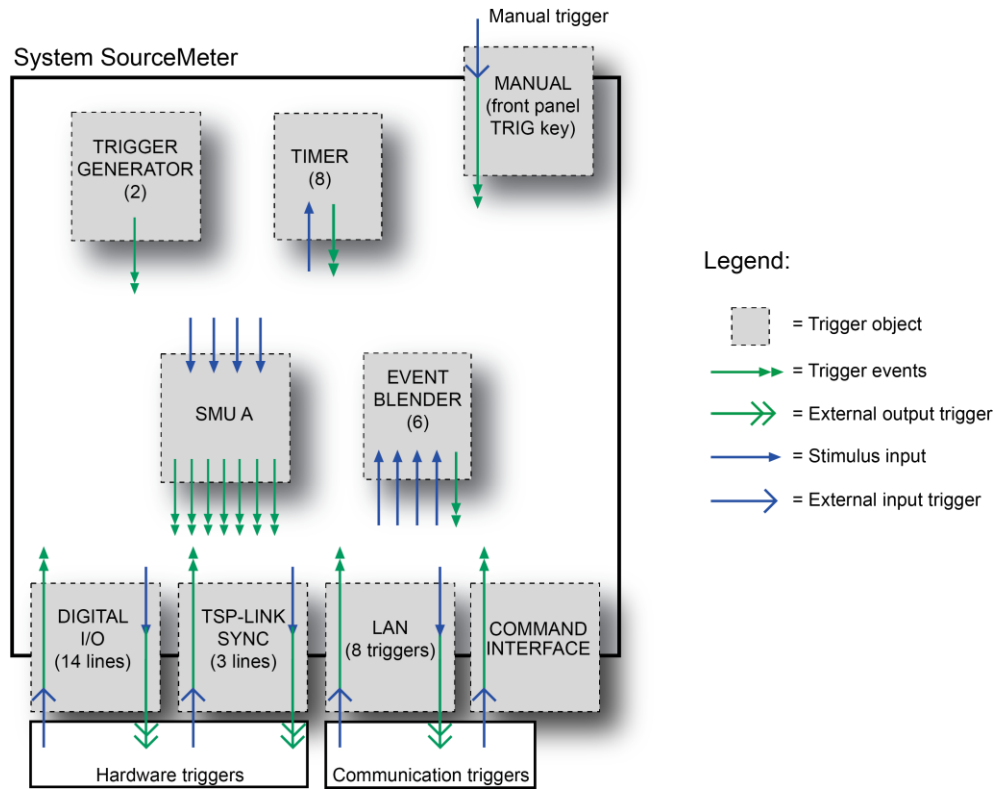 Manual trigger
System SourceMeter
MANUAL
(front panel
TRIG key)
TRIGGER
GENERATOR
(2)
TIMER
(8)
Legend:
= Trigger object
= Trigger events
= External output trigger
= Stimulus input
= External input trigger
SMU A
EVENT
BLENDER
(6)
DIGITAL
I/O
(14 lines)
TSP-LINK
SYNC
(3 lines)
LAN
(8 triggers)
COMMAND
INTERFACE
Hardware triggers
Communication triggers